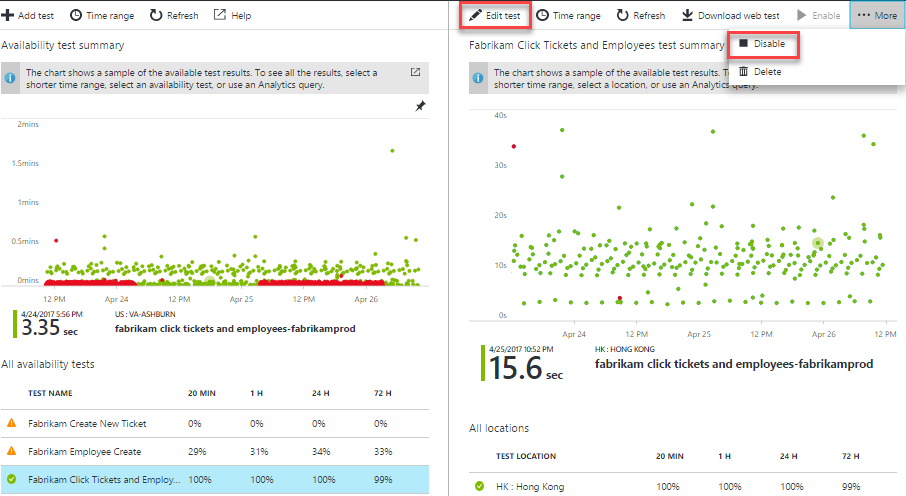 Add test Time range Refresh Help
Availability test summary
The chart shows a sample of the available test results. To see all the results, select a
shorter time range, select an availability test, or use an Analytics query.
2mins
1.5mins
1mins
0.5mins
0mins
12 PM Apr 24 12 PM Apr 25 12 PM Apr 26
4/24/2017 5:56 PM
3.35 sec
US : VA-ASHBURN
fabrikam click tickets and employees-fabrikamprod
All availability tests
TEST NAME 20 MIN 1 H 24 H 72 H
Fabrikam Create New Ticket 0% 0% 0% 0%
Fabrikam Employee Create 29% 31% 34% 33%
Fabrikam Click Tickets and Employ... 100% 100% 100% 99%
Edit test Time range Refresh Download web test Enable More
Disable
Delete
Fabrikam Click Tickets and Employees test summary
The chart shows a sample of the available test results. To
shorter time range, select a location, or use an Analytics query.
40s
30s
20s
10s
0s
Apr 24 12 PM Apr 25 12 PM Apr 26 12 PM
4/25/2017 10:52 PM
15.6 sec
HK : HONG KONG
fabrikam click tickets and employees-fabrikamprod
All locations
TEST LOCATION 20 MIN 1 H 24 H 72 H
HK : Hong Kong 100% 100% 100% 99%